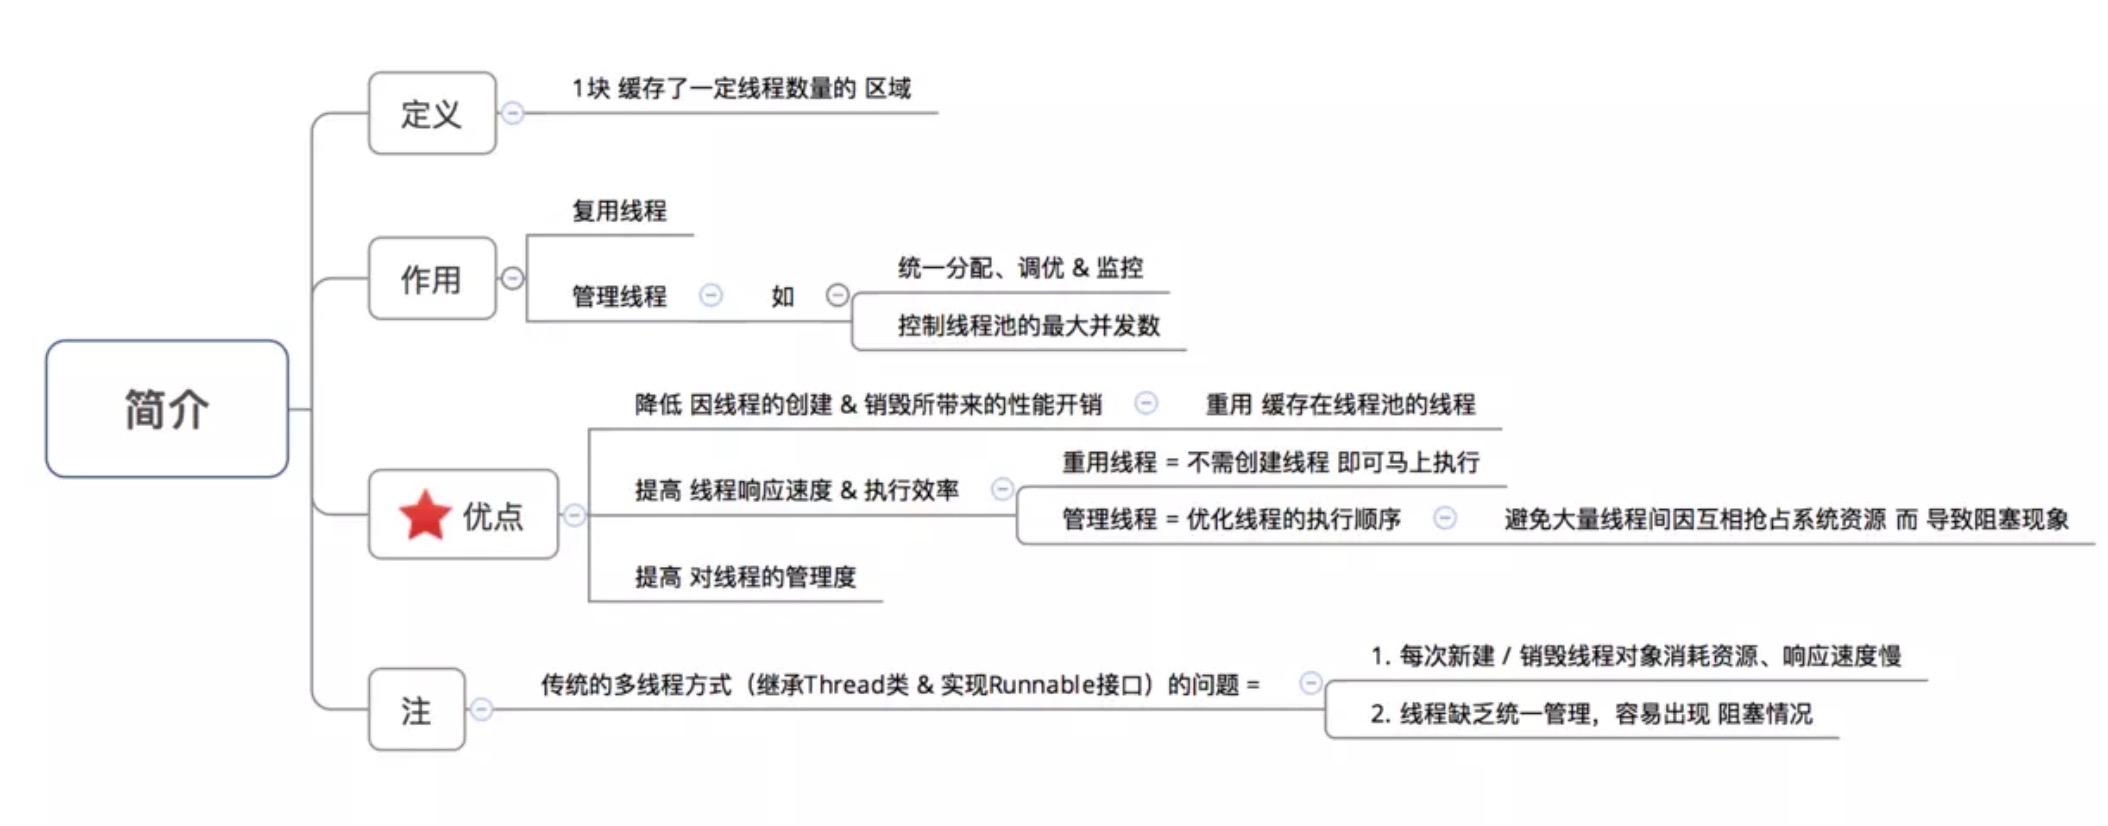 简介
定义
1块 缓存了一定线程数量的 区域
作用
复用线程
管理线程
如
统一分配、调优 & 监控
控制线程池的最大并发数
优点
降低 因线程的创建 & 销毁所带来的性能开销
重用 缓存在线程池的线程
提高 线程响应速度 & 执行效率
重用线程 = 不需创建线程 即可马上执行
管理线程 = 优化线程的执行顺序
避免大量线程间因互相抢占系统资源 而 导致阻塞现象
提高 对线程的管理度
注
传统的多线程方式（继承Thread类 & 实现Runnable接口）的问题 =
1. 每次新建 / 销毁线程对象消耗资源、响应速度慢
2. 线程缺乏统一管理，容易出现 阻塞情况